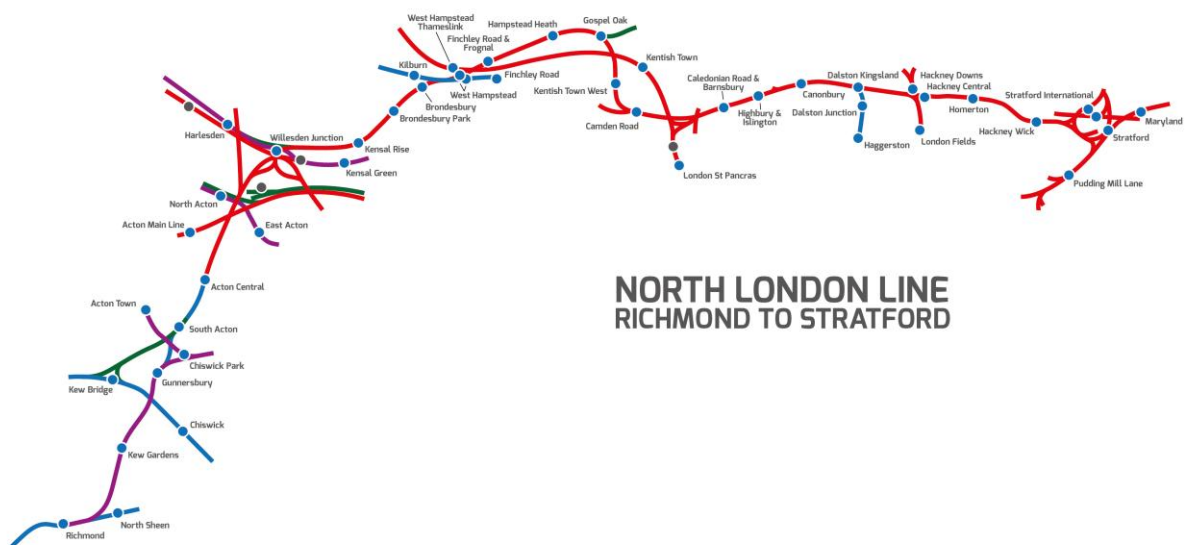 West Hampstead
Thameslink
Hampstead Heath
Gospel Oak
Finchley Road &
Frognal
Kilburn
Kentish Town
Finchley Road
West Hampstead
Kentish Town West
Brondesbury
Brondesbury Park
Camden Road
Caledonian Road &
Barnsbury
Highbury &
Islington
Canonbury
Dalston Kingsland
Dalston Junction
Haggerston
Hackney Downs
Hackney Central
Homerton
London Fields
Hackney Wick
Stratford International
Maryland
Stratford
Pudding Mill Lane
London St Pancras
Harlesden
Willesden Junction
Kensal Rise
Kensal Green
North Acton
Acton Main Line
East Acton
Acton Central
Acton Town
South Acton
Chiswick Park
Kew Bridge
Gunnersbury
Chiswick
Kew Gardens
North Sheen
Richmond
NORTH LONDON LINE
RICHMOND TO STRATFORD